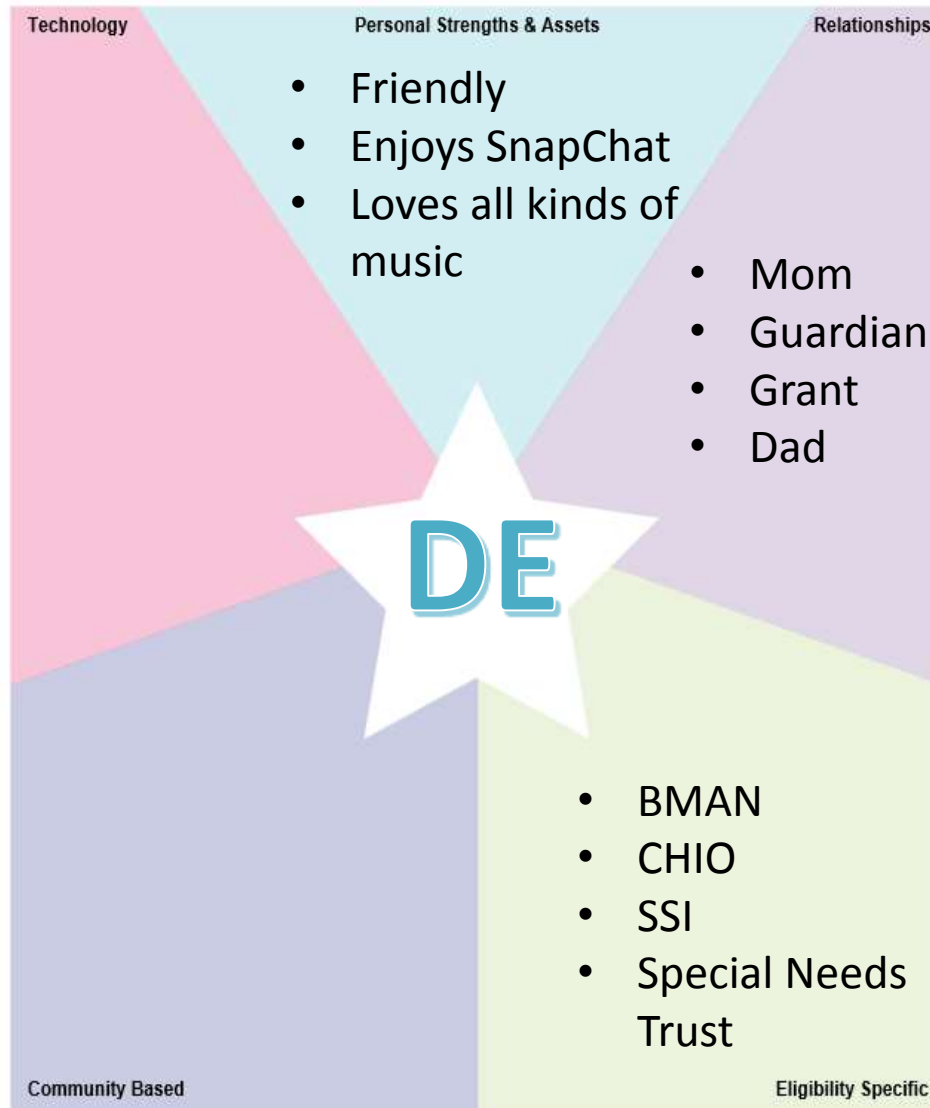 Technology
Personal Strengths & Assets
Relationships
• Friendly
• Enjoys SnapChat
• Loves all kinds of
music
• Mom
• Guardian
• Grant
• Dad
DE
• BMAN
• CHIO
• SSI
• Special Needs
Trust
Community Based
Eligibility Specific